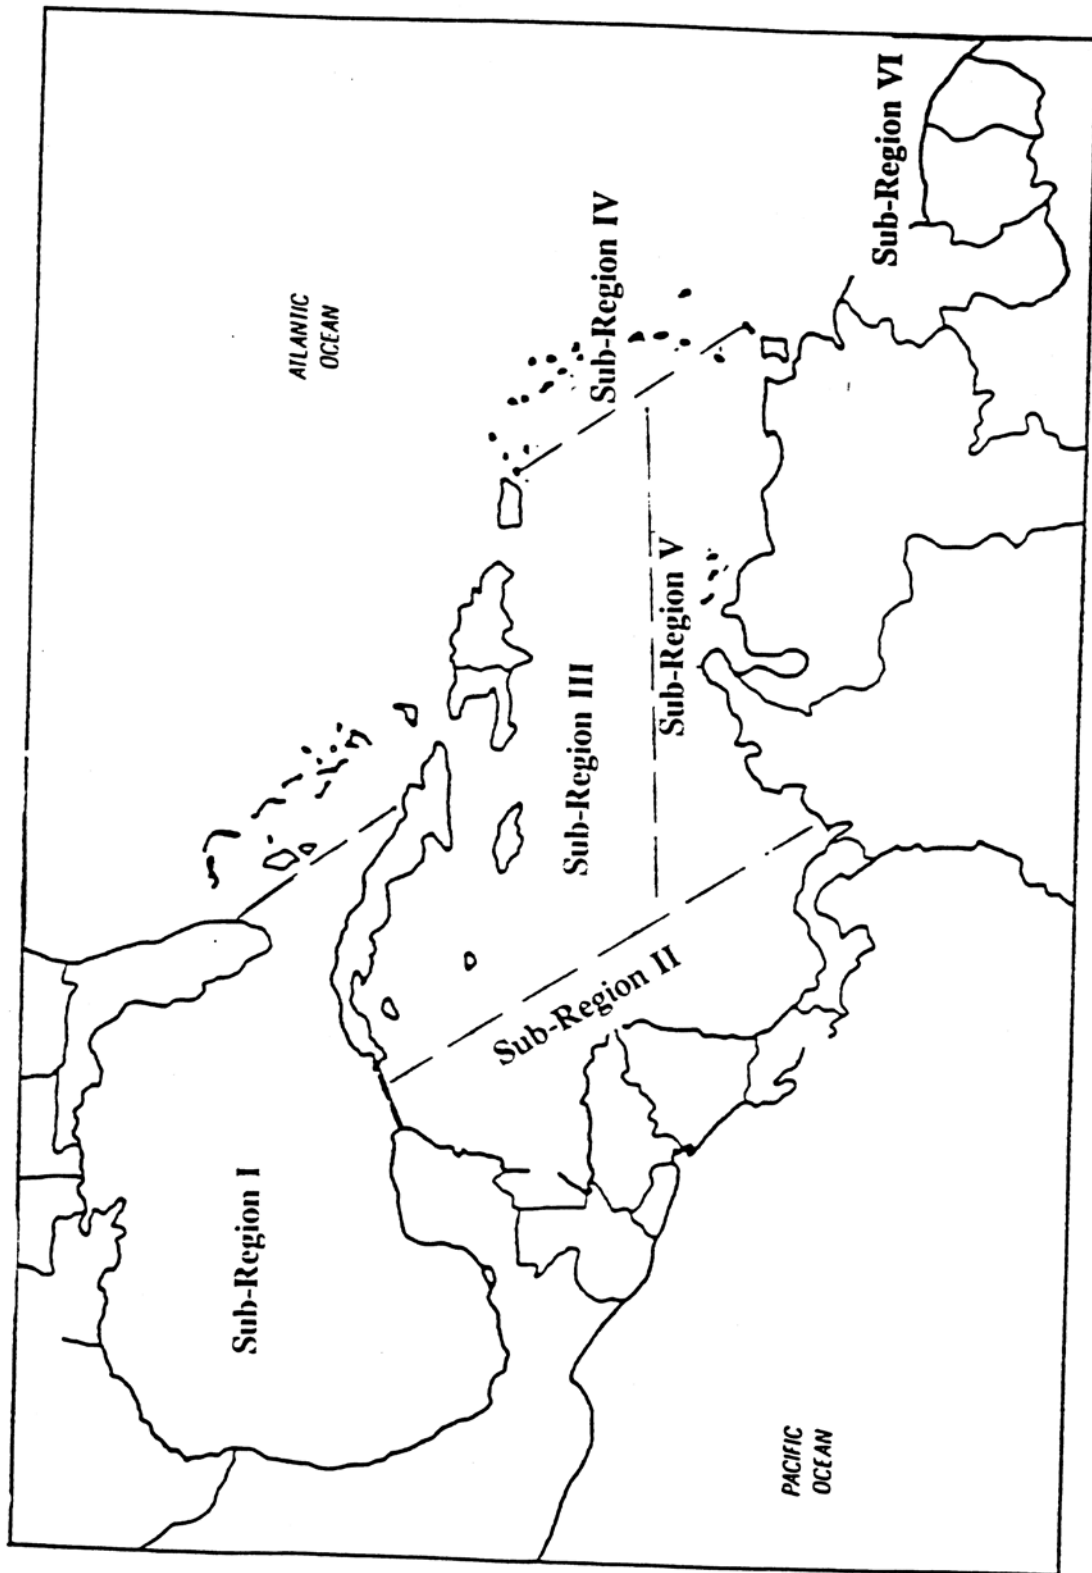 ATLANTIC
OCEAN
Sub-Region VI
Sub-Region IV
Sub-Region I
Sub-Region III
Sub-Region II
Sub-Region V
PACIFIC
OCEAN